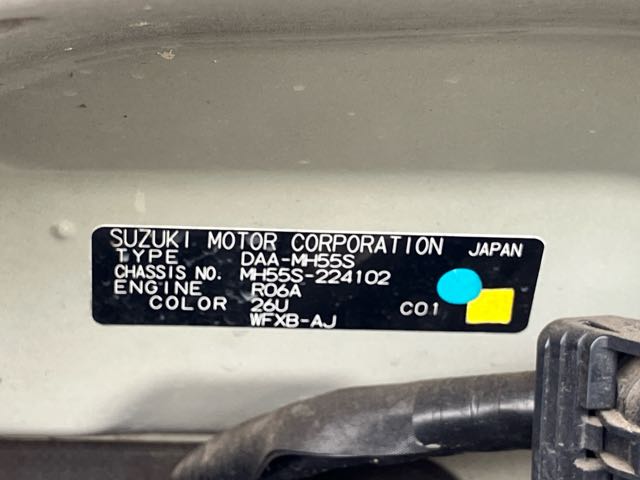 SUZUKI MOTOR CORPORATION JAPAN
TYPE DAA-MH55S
CHASSIS NO. MH55S-224102
ENGINE R06A
COLOR 26U C01
WFXB-AJ